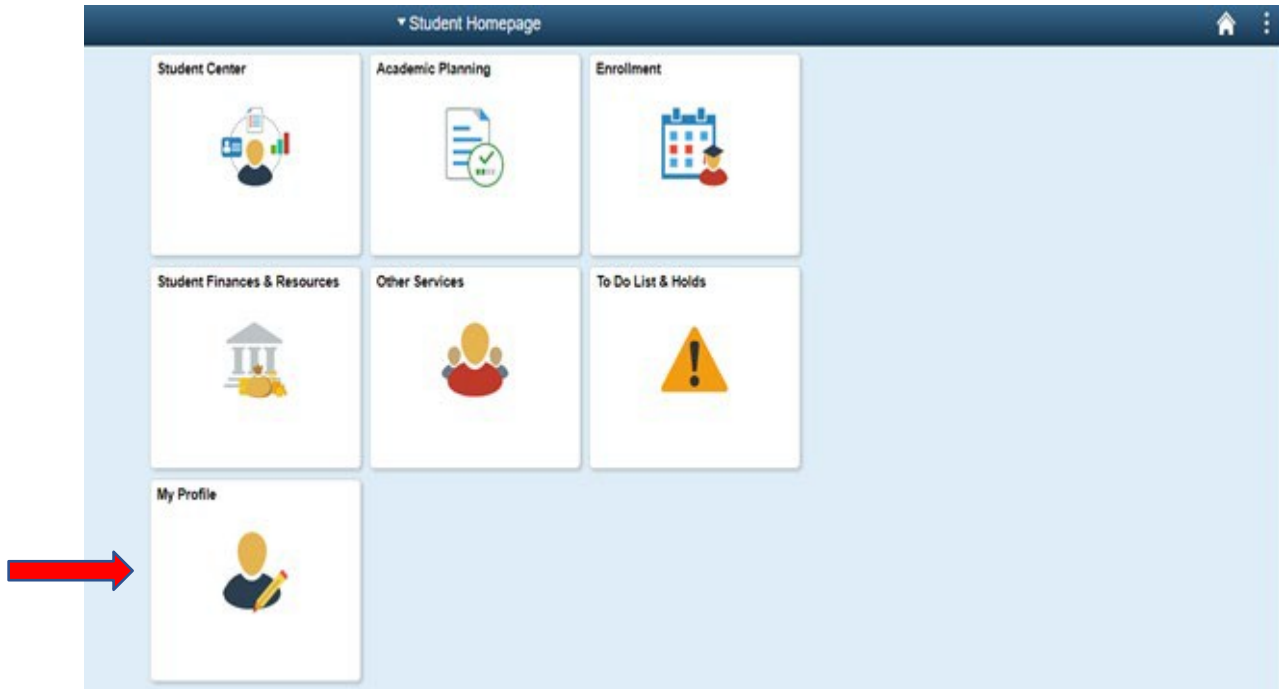 Student Homepage
Student Center
Academic Planning
Enrollment
Student Finances & Resources
Other Services
To Do List & Holds
My Profile